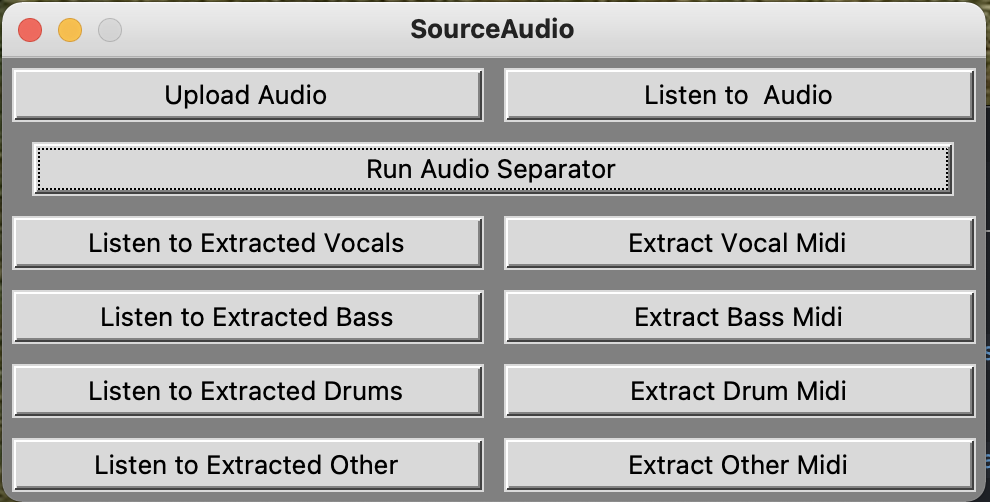 SourceAudio
Upload Audio
Listen to  Audio
Run Audio Separator
Listen to Extracted Vocals
Extract Vocal Midi
Listen to Extracted Bass
Extract Bass Midi
Listen to Extracted Drums
Extract Drum Midi
Listen to Extracted Other
Extract Other Midi